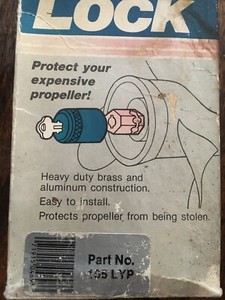 LOCK
Protect your
expensive
propeller!
Heavy duty brass and
aluminum construction.
Easy to install.
Protects propeller from being stolen.
Part No.
LYP